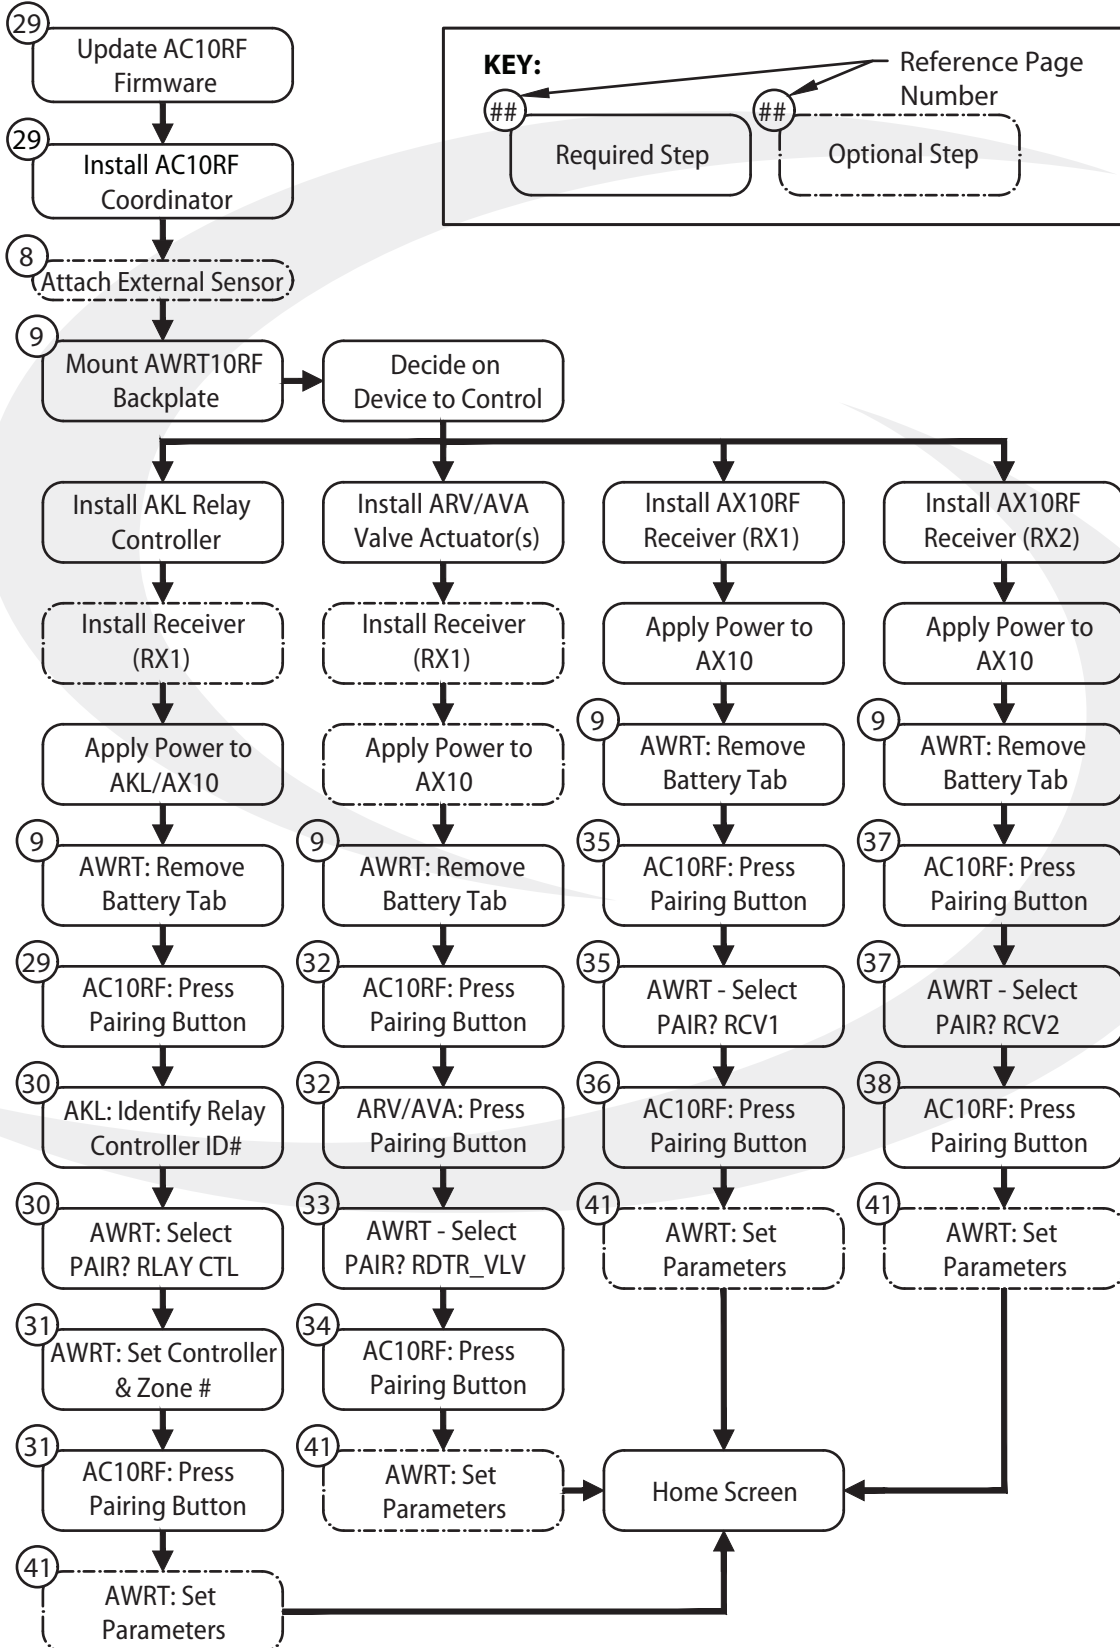 29
Update AC10RF
Firmware
29
Install AC10RF
Coordinator
8
Attach External Sensor
9
Mount AWRT10RF
Backplate
Decide on
Device to Control
KEY:
Reference Page
Number
##
Required Step
##
Optional Step
Install AKL Relay
Controller
Install Receiver
(RX1)
Apply Power to
AKL/AX10
9
AWRT: Remove
Battery Tab
29
AC10RF: Press
Pairing Button
30
AKL: Identify Relay
Controller ID#
30
AWRT: Select
PAIR? RLAY CTL
31
AWRT: Set Controller
& Zone #
31
AC10RF: Press
Pairing Button
41
AWRT: Set
Parameters
Install ARV/AVA
Valve Actuator(s)
Install Receiver
(RX1)
Apply Power to
AX10
9
AWRT: Remove
Battery Tab
32
AC10RF: Press
Pairing Button
32
ARV/AVA: Press
Pairing Button
33
AWRT - Select
PAIR? RDTR_VLV
34
AC10RF: Press
Pairing Button
41
AWRT: Set
Parameters
Install AX10RF
Receiver (RX1)
Apply Power to
AX10
9
AWRT: Remove
Battery Tab
35
AC10RF: Press
Pairing Button
35
AWRT - Select
PAIR? RCV1
36
AC10RF: Press
Pairing Button
41
AWRT: Set
Parameters
Install AX10RF
Receiver (RX2)
Apply Power to
AX10
9
AWRT: Remove
Battery Tab
37
AC10RF: Press
Pairing Button
37
AWRT - Select
PAIR? RCV2
38
AC10RF: Press
Pairing Button
41
AWRT: Set
Parameters
Home Screen